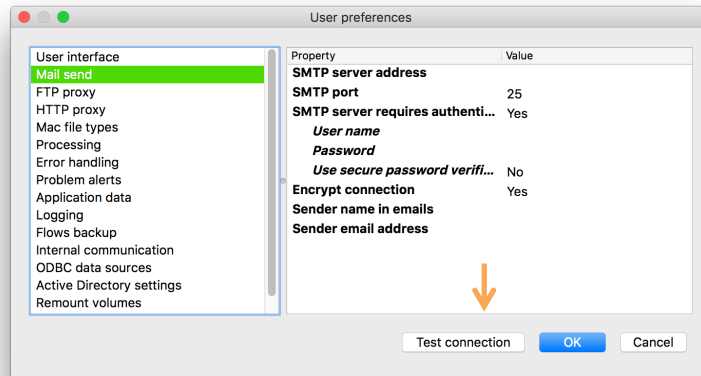 User preferences
User interface
Mail send
FTP proxy
HTTP proxy
Mac file types
Processing
Error handling
Problem alerts
Application data
Logging
Flows backup
Internal communication
ODBC data sources
Active Directory settings
Remount volumes
Property Value
SMTP server address
SMTP port 25
SMTP server requires authenti... Yes
User name
Password
Use secure password verifi... No
Encrypt connection Yes
Sender name in emails
Sender email address
Test connection OK Cancel